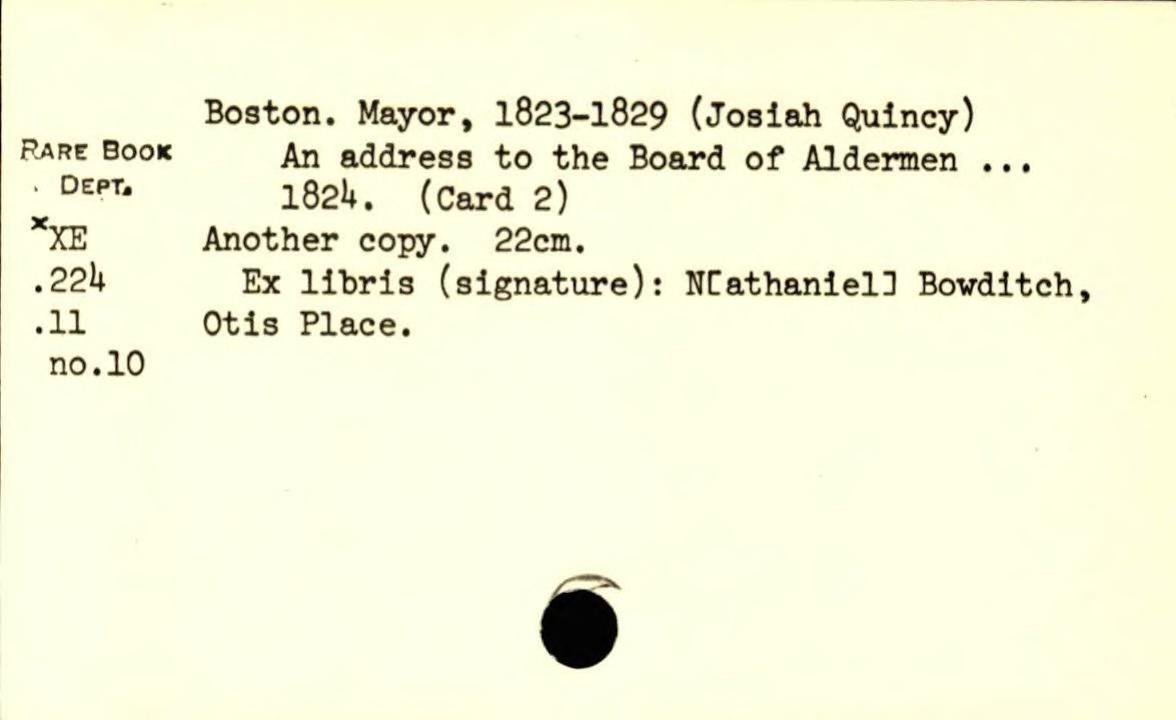 Boston. Mayor, 1823-1829 (Josiah Quincy)
RARE BOOK An address to the Board of Aldermen ...
DEPT. 1824. (Card 2)
*XE Another copy. 22cm.
.224 Ex libris (signature): N[athaniel] Bowditch,
.11 Otis Place.
no.10